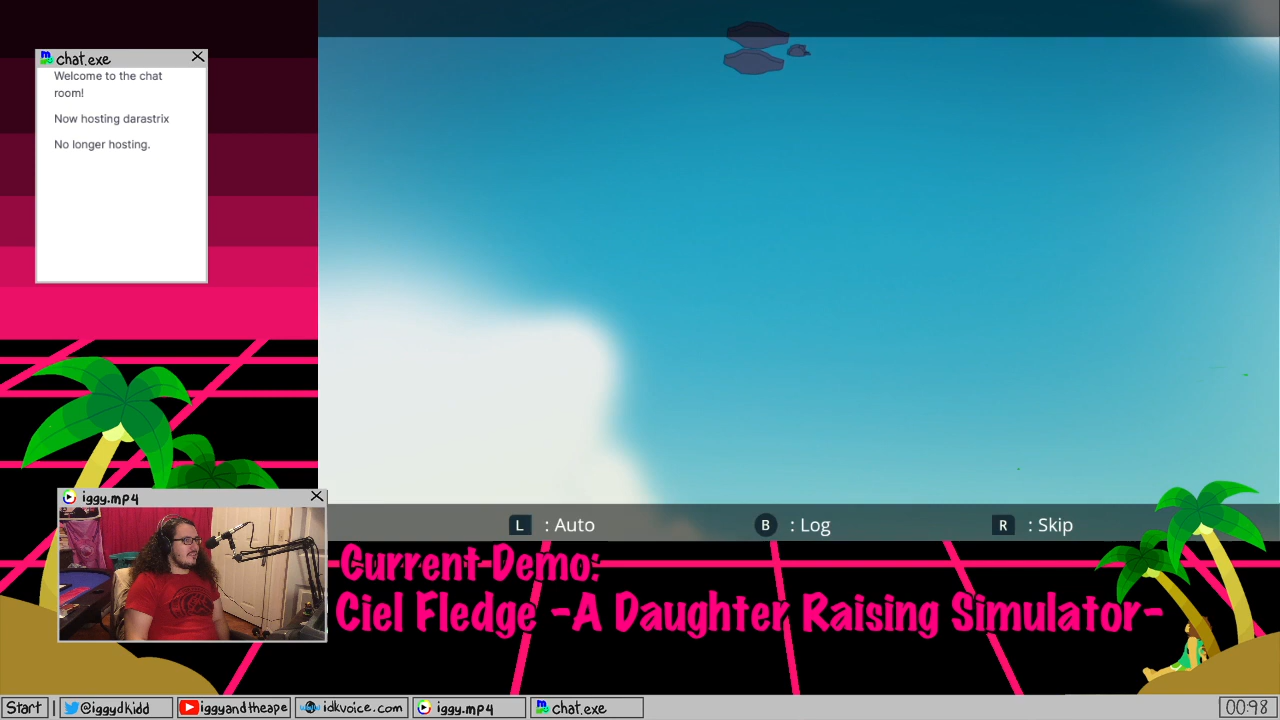 chat.exe
Welcome to the chat
room!
Now hosting darastrix
No longer hosting.
L : Auto
B : Log
R : Skip
iggy.mp4
Current Demo:
Ciel Fledge -A Daughter Raising Simulator-
Start | @iggydkidd iggyandtheape idkvoice.com iggy.mp4 chat.exe 00:98